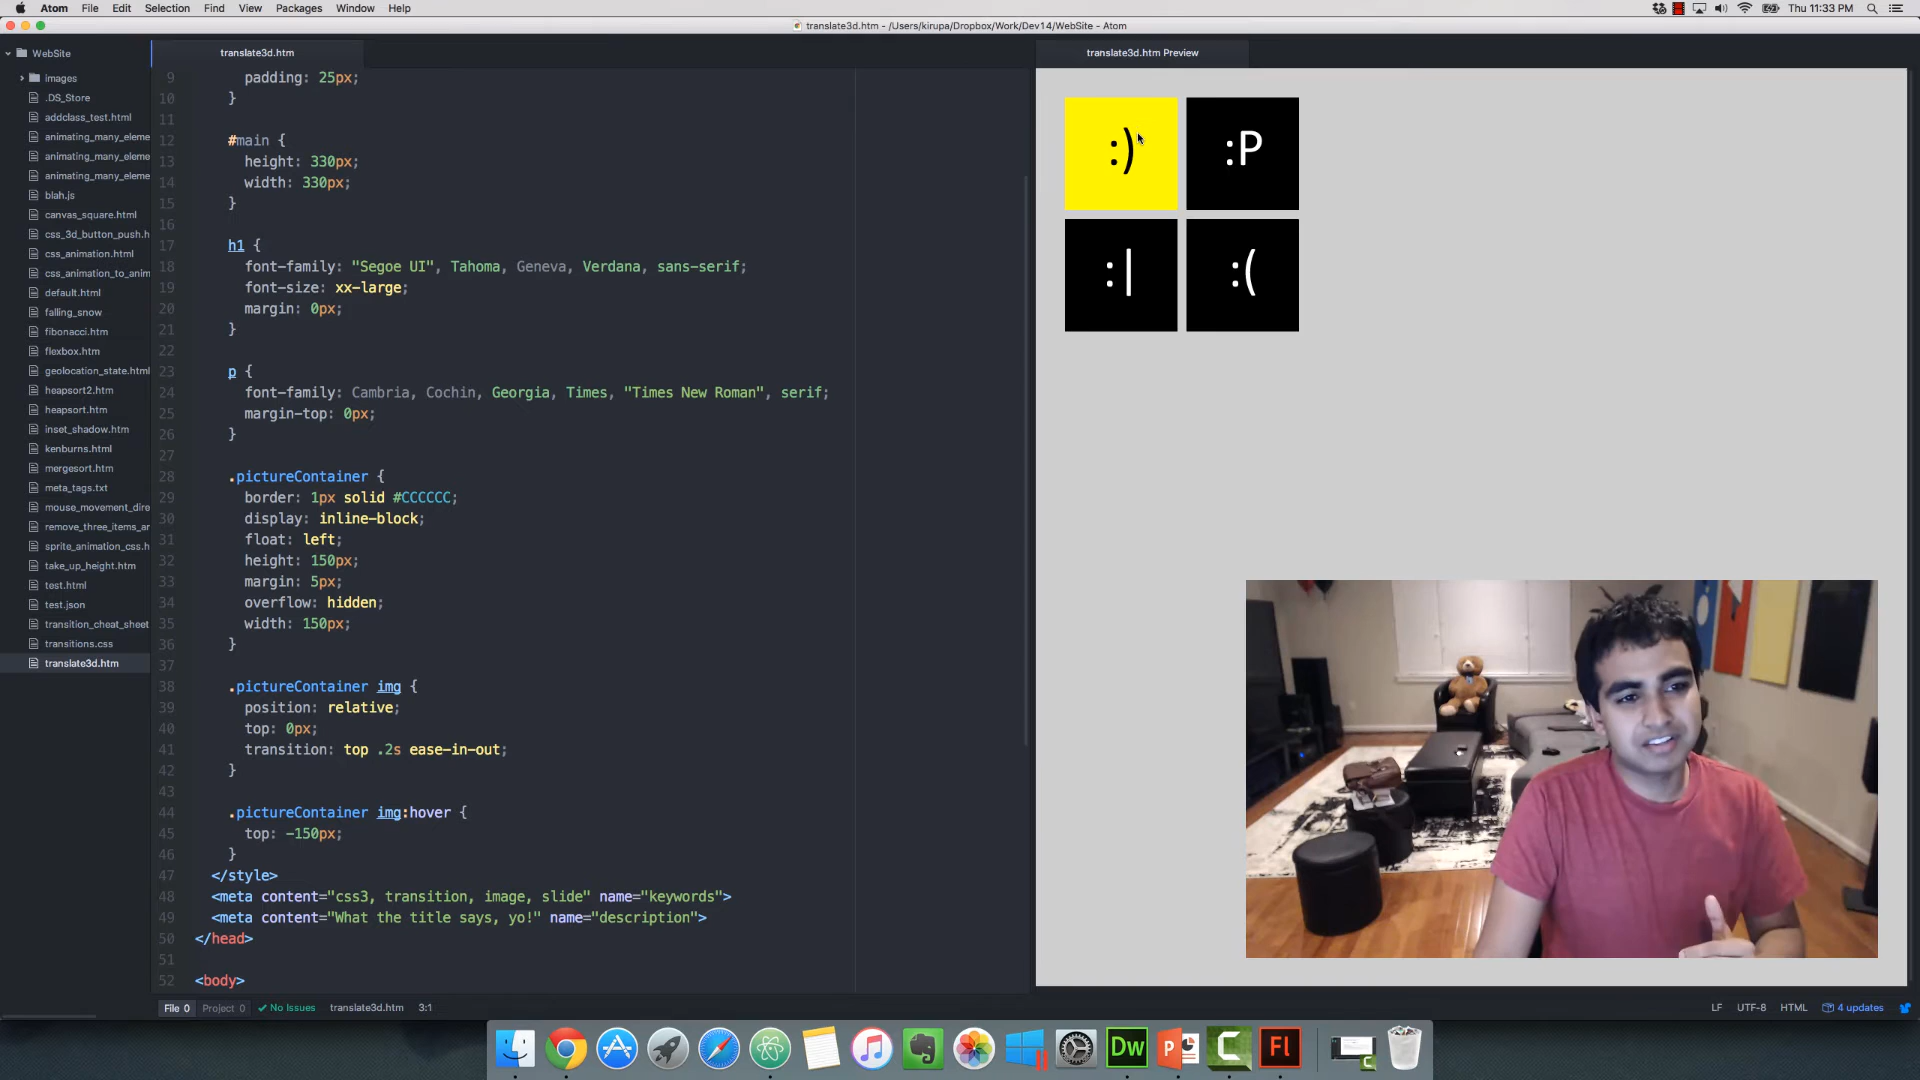 Atom File Edit View Selection Find Packages Window Help
Thu 11:33 PM
translate3d.htm - /Users/kirupa/Dropbox/Work/Dev14/WebSite - Atom
WebSite
images
.DS_Store
addclass_test.html
animating_many_eleme
animating_many_eleme
animating_many_eleme
blah.js
canvas_square.html
css_3d_button_push.h
css_animation.html
css_animation_to_anim
default.html
falling_snow
fibonacci.htm
flexbox.htm
geolocation_state.html
heapsort2.htm
heapsort.htm
inset_shadow.htm
kenburns.html
mergesort.htm
meta_tags.txt
mouse_movement_dire
remove_three_items_ar
sprite_animation_css.h
take_up_height.htm
test.html
test.json
transition_cheat_sheet
transitions.css
translate3d.htm
translate3d.htm
9 padding: 25px;
10 }
11
12 #main {
13 height: 330px;
14 width: 330px;
15 }
16
17 h1 {
18 font-family: "Segoe UI", Tahoma, Geneva, Verdana, sans-serif;
19 font-size: xx-large;
20 margin: 0px;
21 }
22
23 p {
24 font-family: Cambria, Cochin, Georgia, Times, "Times New Roman", serif;
25 margin-top: 0px;
26 }
27
28 .pictureContainer {
29 border: 1px solid #CCCCCC;
30 display: inline-block;
31 float: left;
32 height: 150px;
33 margin: 5px;
34 overflow: hidden;
35 width: 150px;
36 }
37
38 .pictureContainer img {
39 position: relative;
40 top: 0px;
41 transition: top .2s ease-in-out;
42 }
43
44 .pictureContainer img:hover {
45 top: -150px;
46 }
47 </style>
48 <meta content="css3, transition, image, slide" name="keywords">
49 <meta content="What the title says, yo!" name="description">
50 </head>
51
52 <body>
translate3d.htm Preview
:) :P
:| :(
File 0 Project 0 No Issues translate3d.htm 3:1
LF UTF-8 HTML 4 updates
Dw P C Fl